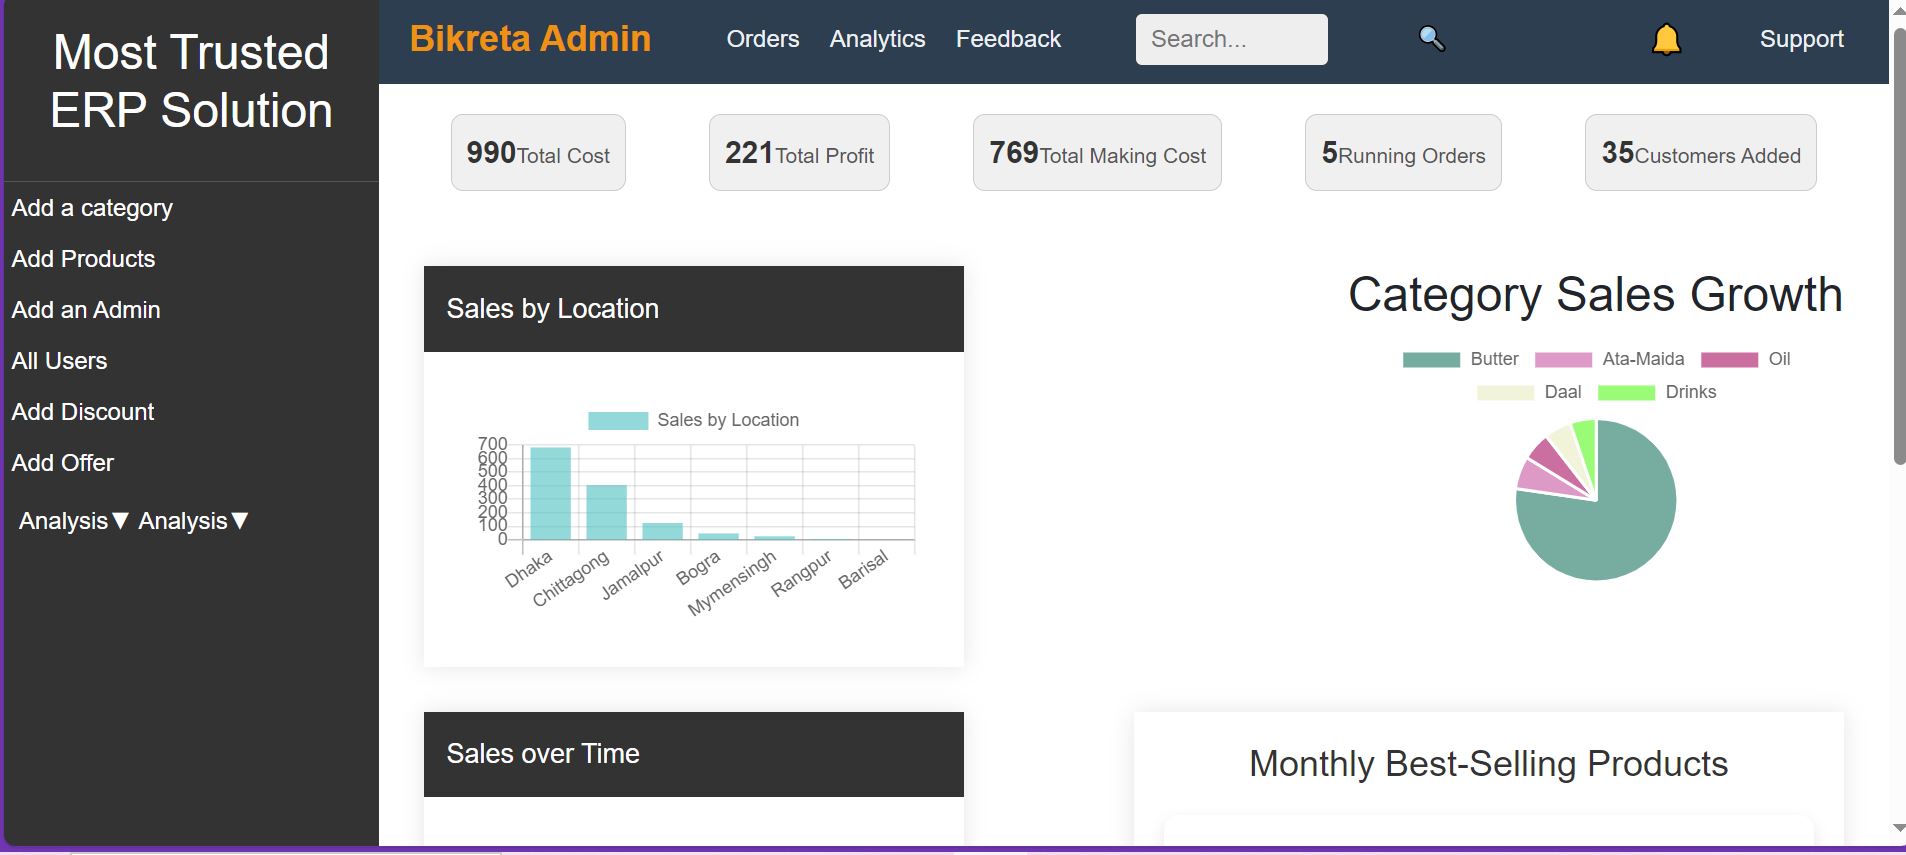 Most Trusted
ERP Solution
Add a category
Add Products
Add an Admin
All Users
Add Discount
Add Offer
Analysis▼ Analysis▼
Bikreta Admin Orders Analytics Feedback Search... Support
990Total Cost 221Total Profit 769Total Making Cost 5Running Orders 35Customers Added
Sales by Location
Sales by Location
700
600
500
400
300
200
100
0
Dhaka Chittagong Jamalpur Bogra Mymensingh Rangpur Barisal
Category Sales Growth
Butter Ata-Maida Oil
Daal Drinks
Sales over Time
Monthly Best-Selling Products